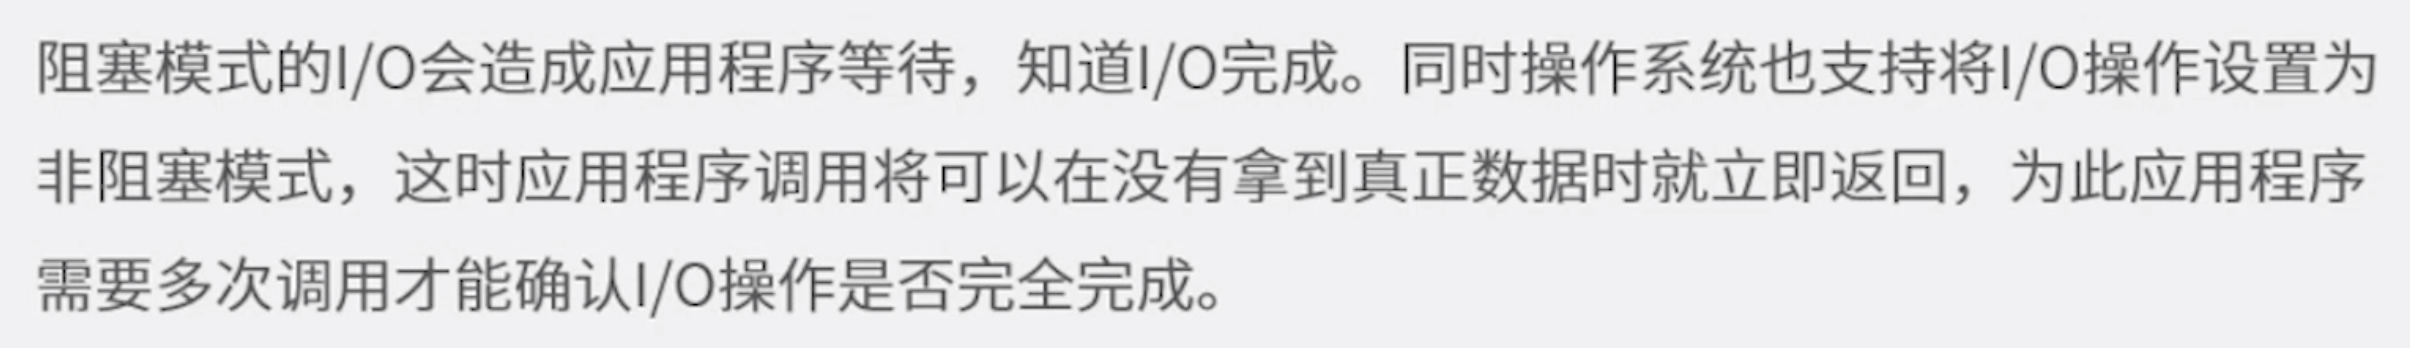 阻塞模式的I/O会造成应用程序等待，知道I/O完成。同时操作系统也支持将I/O操作设置为
非阻塞模式，这时应用程序调用将可以在没有拿到真正数据时就立即返回，为此应用程序
需要多次调用才能确认I/O操作是否完全完成。